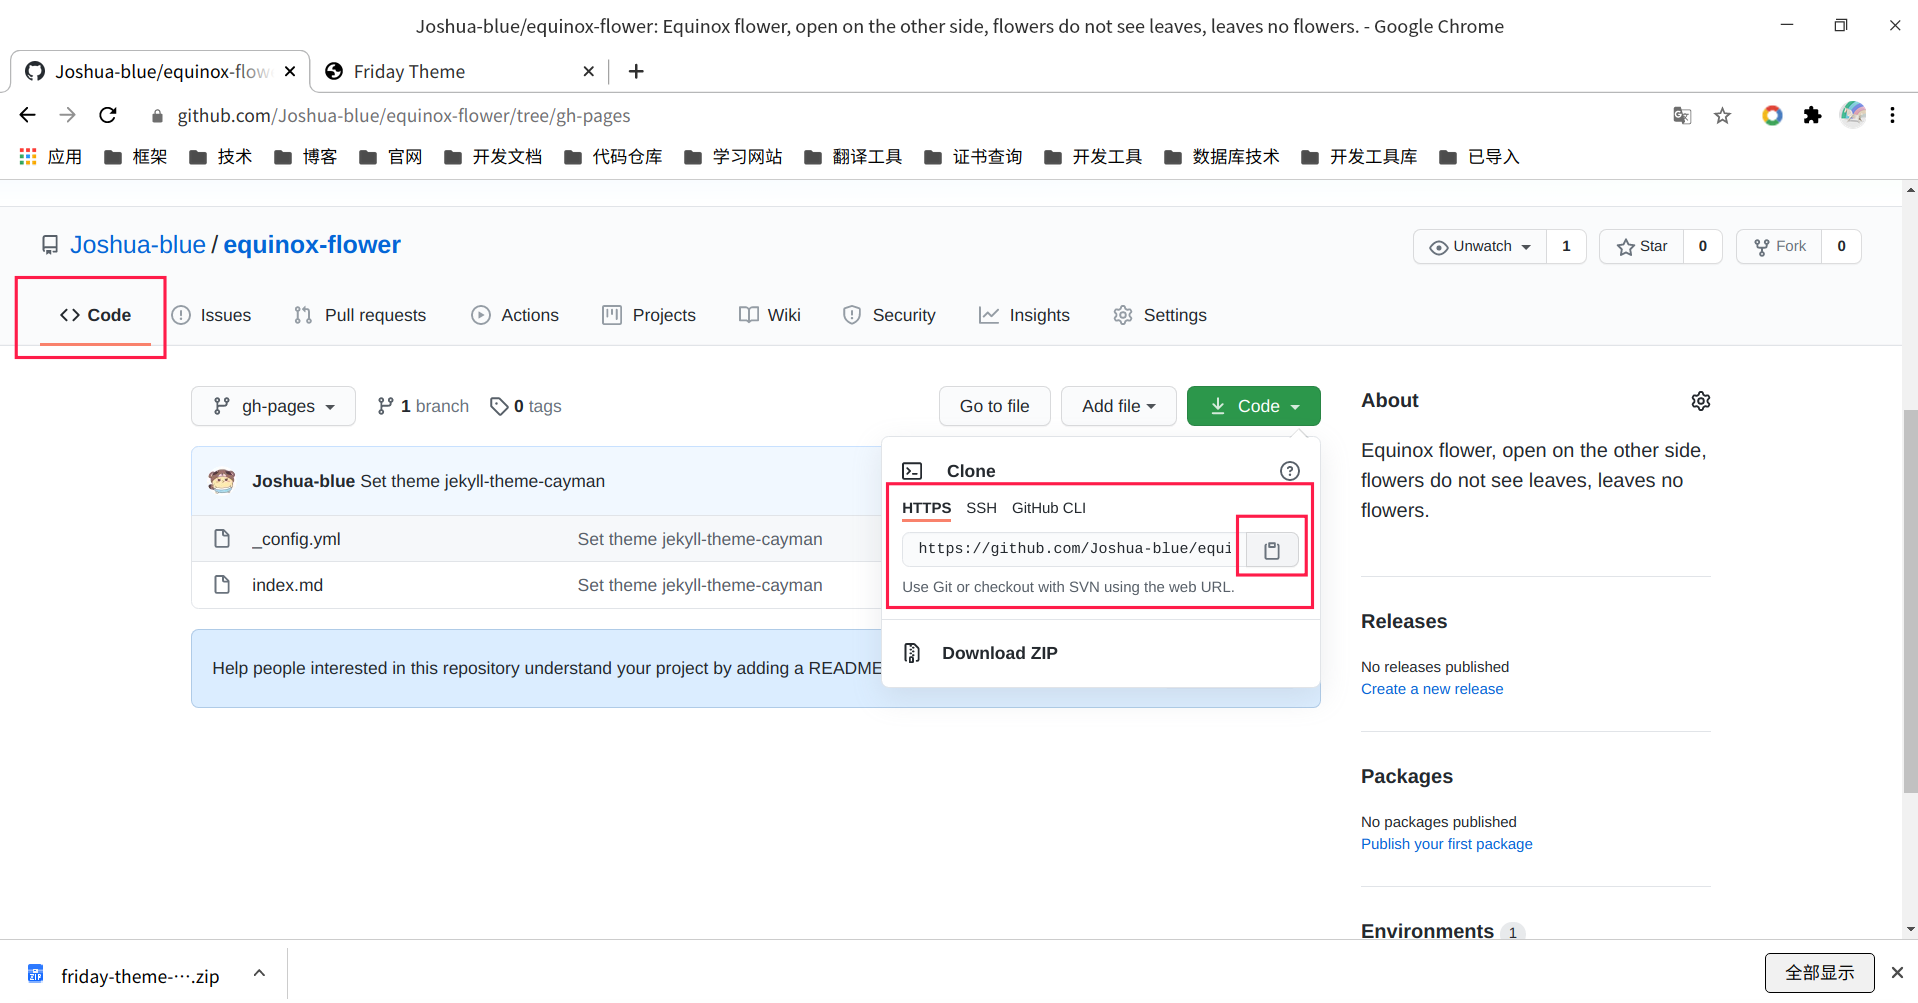 Joshua-blue/equinox-flower: Equinox flower, open on the other side, flowers do not see leaves, leaves no flowers. - Google Chrome
Joshua-blue/equinox-flow
Friday Theme
github.com/Joshua-blue/equinox-flower/tree/gh-pages
应用 框架 技术 博客 官网 开发文档 代码仓库 学习网站 翻译工具 证书查询 开发工具 数据库技术 开发工具库 已导入
Joshua-blue / equinox-flower
Unwatch 1 Star 0 Fork 0
Code Issues Pull requests Actions Projects Wiki Security Insights Settings
gh-pages 1 branch 0 tags Go to file Add file Code
Joshua-blue Set theme jekyll-theme-cayman
_config.yml Set theme jekyll-theme-cayman
index.md Set theme jekyll-theme-cayman
Help people interested in this repository understand your project by adding a README
Clone
HTTPS SSH GitHub CLI
https://github.com/Joshua-blue/equi
Use Git or checkout with SVN using the web URL.
Download ZIP
About
Equinox flower, open on the other side,
flowers do not see leaves, leaves no
flowers.
Releases
No releases published
Create a new release
Packages
No packages published
Publish your first package
Environments 1
ZIP
friday-theme-⋯.zip
全部显示